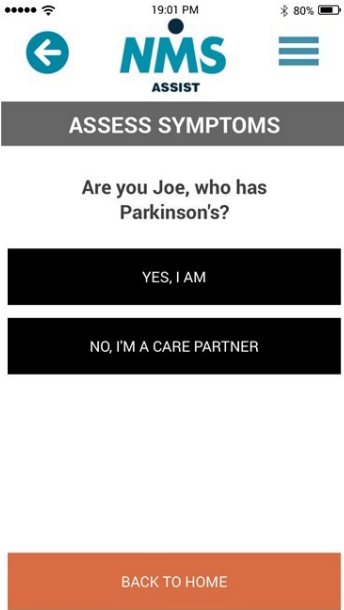 19:01 PM
80%
NMS
ASSIST
ASSESS SYMPTOMS
Are you Joe, who has
Parkinson's?
YES, I AM
NO, I'M A CARE PARTNER
BACK TO HOME